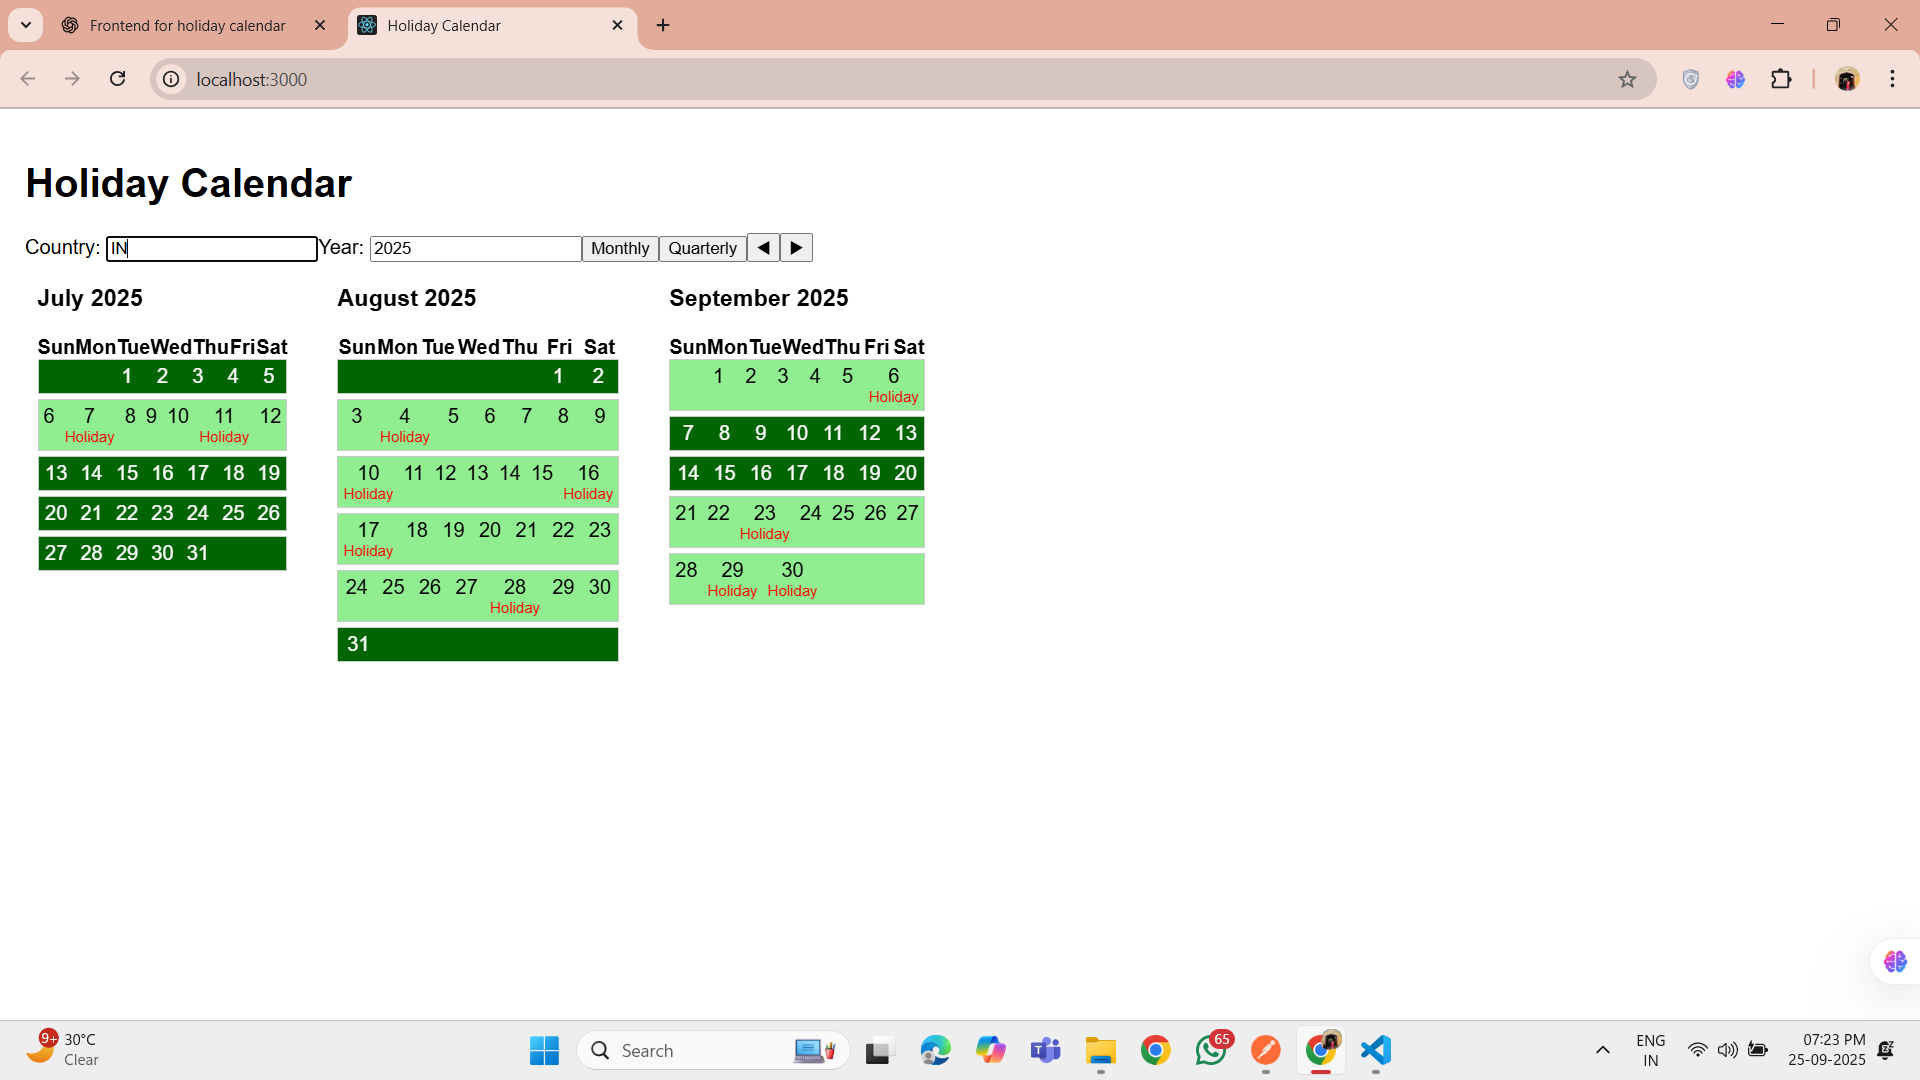 Frontend for holiday calendar
Holiday Calendar
localhost:3000
Holiday Calendar
Country: IN Year: 2025 Monthly Quarterly ◀ ▶
July 2025
Sun Mon Tue Wed Thu Fri Sat
1 2 3 4 5
6 7 8 9 10 11 12
Holiday Holiday
13 14 15 16 17 18 19
20 21 22 23 24 25 26
27 28 29 30 31
August 2025
Sun Mon Tue Wed Thu Fri Sat
1 2
3 4 5 6 7 8 9
Holiday
10 11 12 13 14 15 16
Holiday Holiday
17 18 19 20 21 22 23
Holiday
24 25 26 27 28 29 30
Holiday
31
September 2025
Sun Mon Tue Wed Thu Fri Sat
1 2 3 4 5 6
Holiday
7 8 9 10 11 12 13
14 15 16 17 18 19 20
21 22 23 24 25 26 27
Holiday
28 29 30
Holiday Holiday
9+
30°C
Clear
Search
65
ENG
IN
07:23 PM
25-09-2025